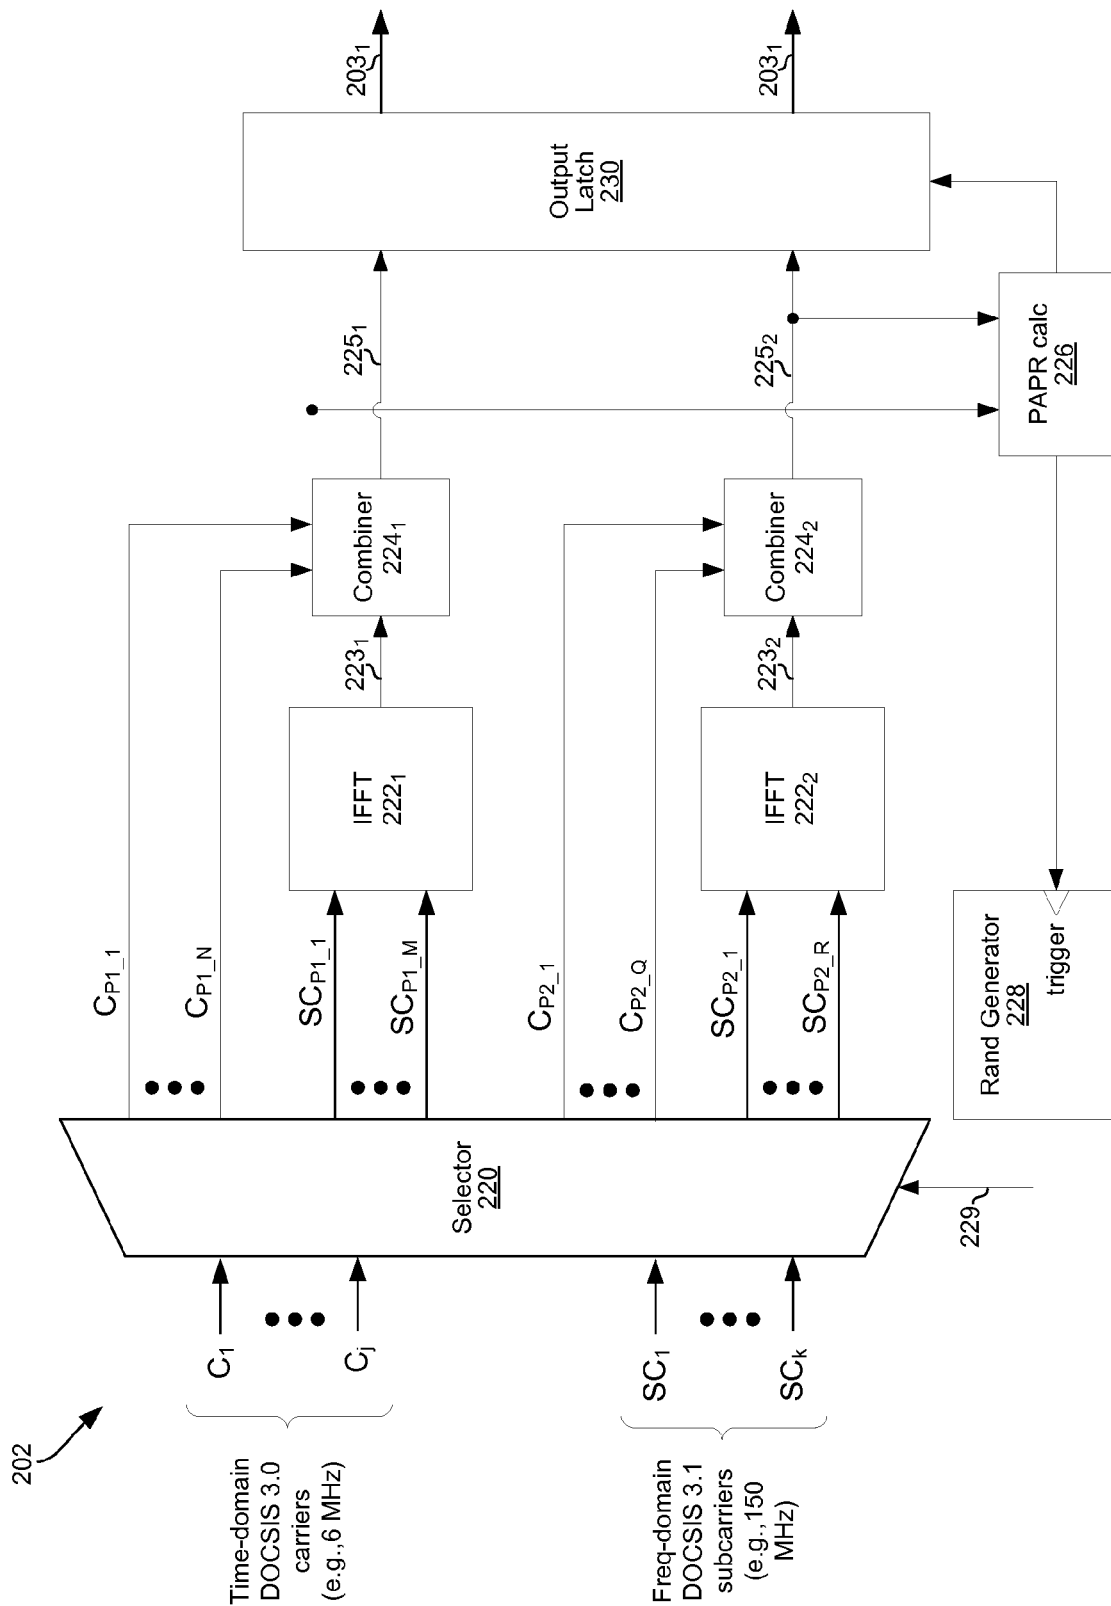 202
Time-domain
DOCSIS 3.0
carriers
(e.g.,6 MHz)
C1
Cj
Freq-domain
DOCSIS 3.1
subcarriers
(e.g.,150
MHz)
SC1
SCk
Selector
220
229
CP1_1
CP1_N
SCP1_1
SCP1_M
CP2_1
CP2_Q
SCP2_1
SCP2_R
Rand Generator
228
trigger
IFFT
2221
IFFT
2222
2231
2232
Combiner
2241
Combiner
2242
2251
2252
PAPR calc
226
Output
Latch
230
2031
2031